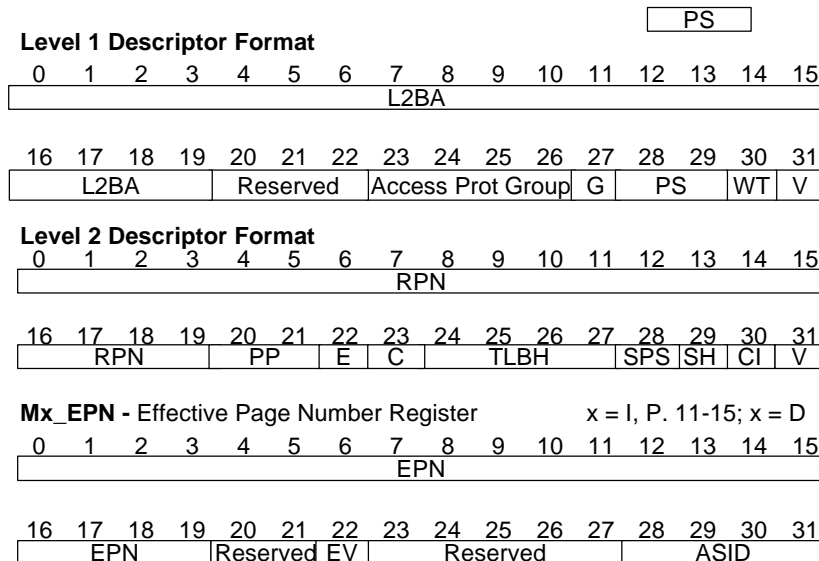 PS
Level 1 Descriptor Format
0 1 2 3 4 5 6 7 8 9 10 11 12 13 14 15
L2BA
16 17 18 19 20 21 22 23 24 25 26 27 28 29 30 31
L2BA Reserved Access Prot Group G PS WT V
Level 2 Descriptor Format
0 1 2 3 4 5 6 7 8 9 10 11 12 13 14 15
RPN
16 17 18 19 20 21 22 23 24 25 26 27 28 29 30 31
RPN PP E C TLBH SPS SH CI V
Mx_EPN - Effective Page Number Register x = I, P. 11-15; x = D
0 1 2 3 4 5 6 7 8 9 10 11 12 13 14 15
EPN
16 17 18 19 20 21 22 23 24 25 26 27 28 29 30 31
EPN Reserved EV Reserved ASID